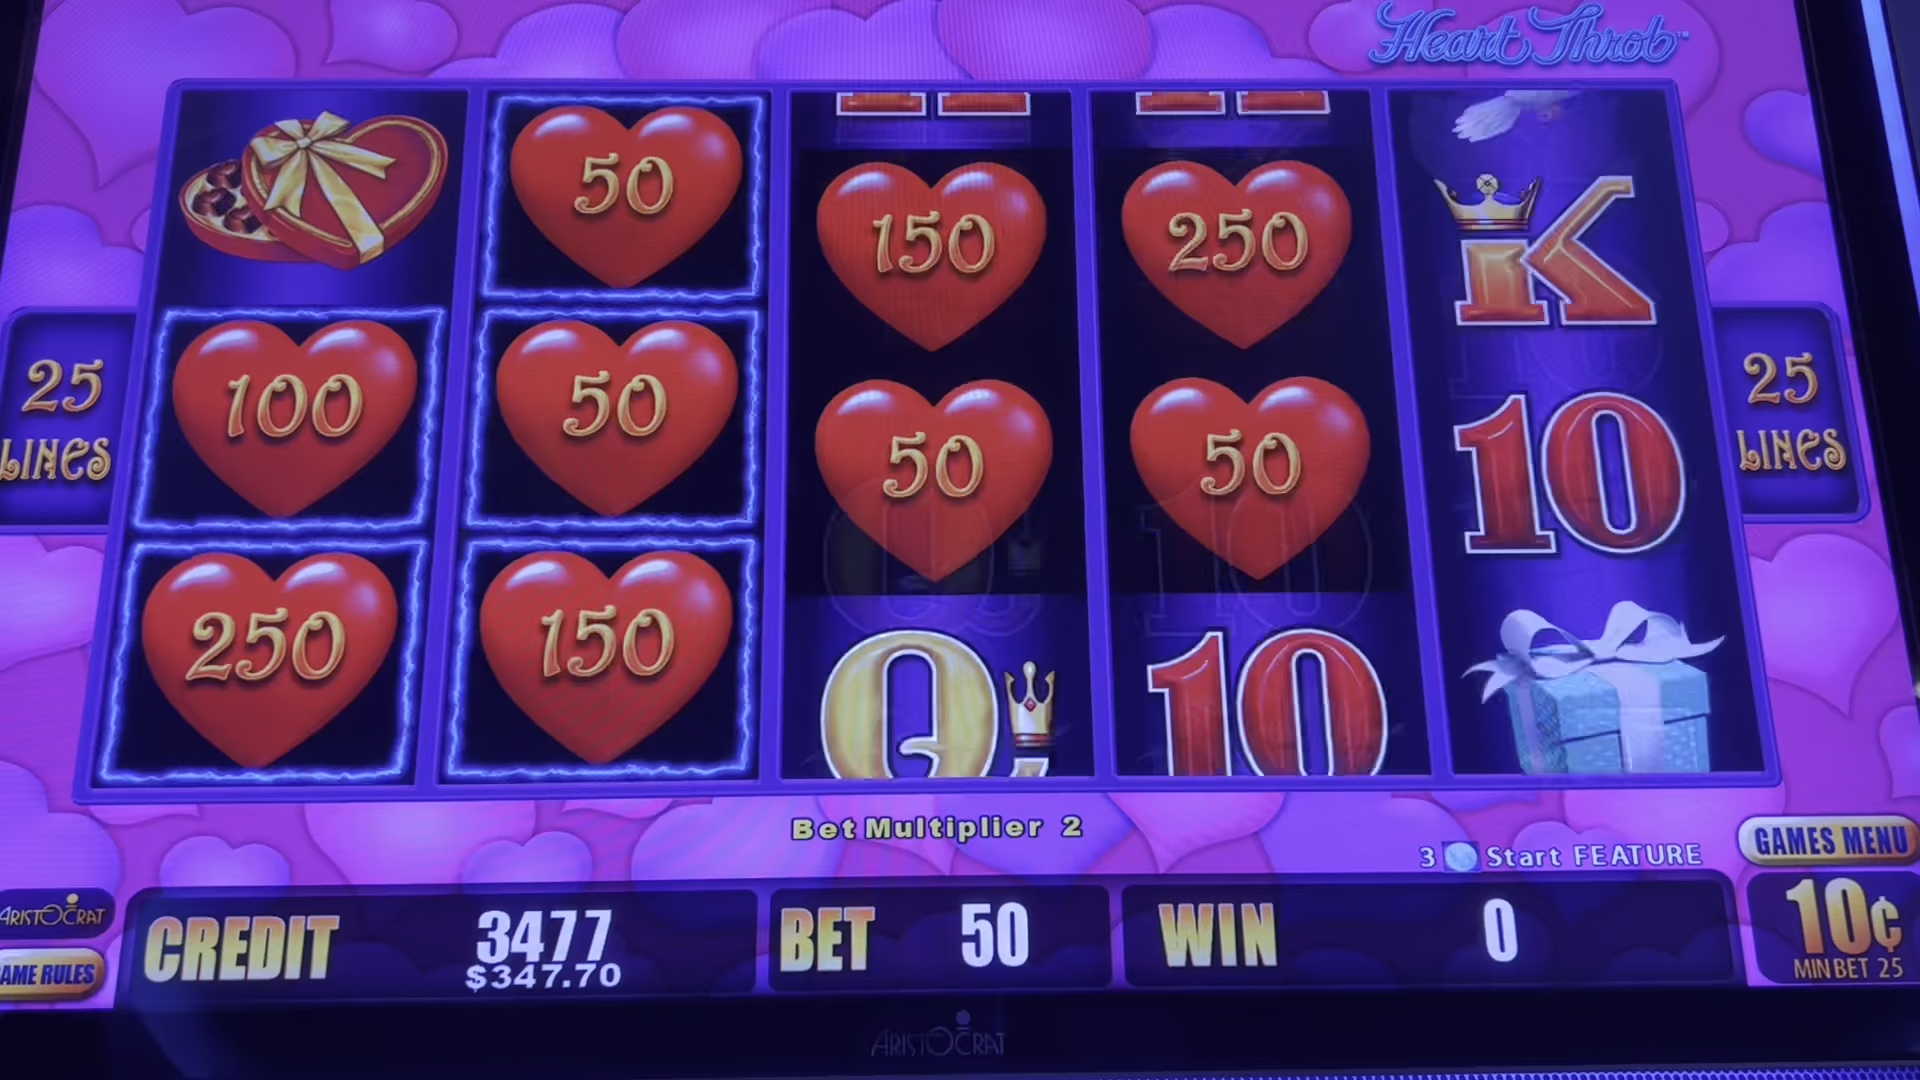 Heart Throb™
50
150
250
K
25
LINES
100
50
50
50
10
25
LINES
250
150
Q
10
Bet Multiplier 2
3 Start FEATURE
GAMES MENU
ARISTOCRAT
GAME RULES
CREDIT 3477
$347.70
BET 50
WIN 0
10¢
MIN BET 25
ARISTOCRAT